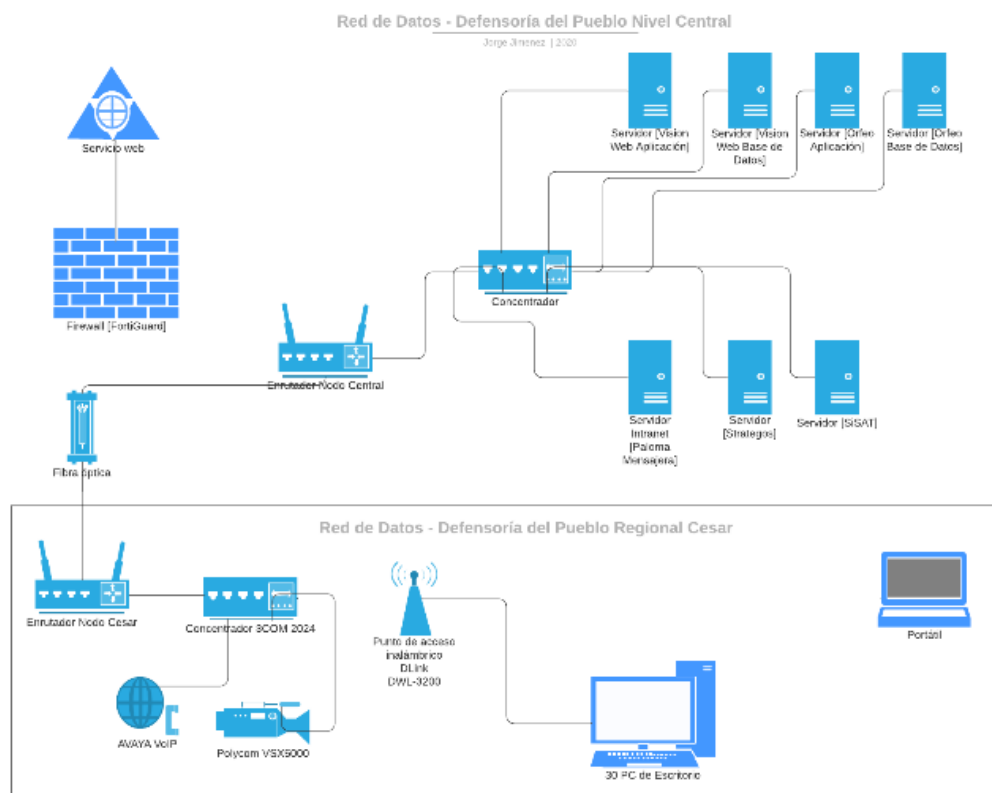 Red de Datos - Defensoría del Pueblo Nivel Central
Jorge Jimenez | 2020
Servicio web
Servidor [Vision
Web Aplicación]
Servidor [Vision
Web Base de
Datos]
Servidor [Orfeo
Aplicación]
Servidor [Orfeo
Base de Datos]
Firewall [FortiGuard]
Concentrador
Enrutador Nodo Central
Servidor
Intranet
[Paloma
Mensajera]
Servidor
[Strategos]
Servidor [SiSAT]
Fibra óptica
Red de Datos - Defensoría del Pueblo Regional Cesar
Enrutador Nodo Cesar
Concentrador 3COM 2024
Punto de acceso
inalámbrico
DLink
DWL-3200
Portátil
AVAYA VoIP
Polycom VSX5000
30 PC de Escritorio